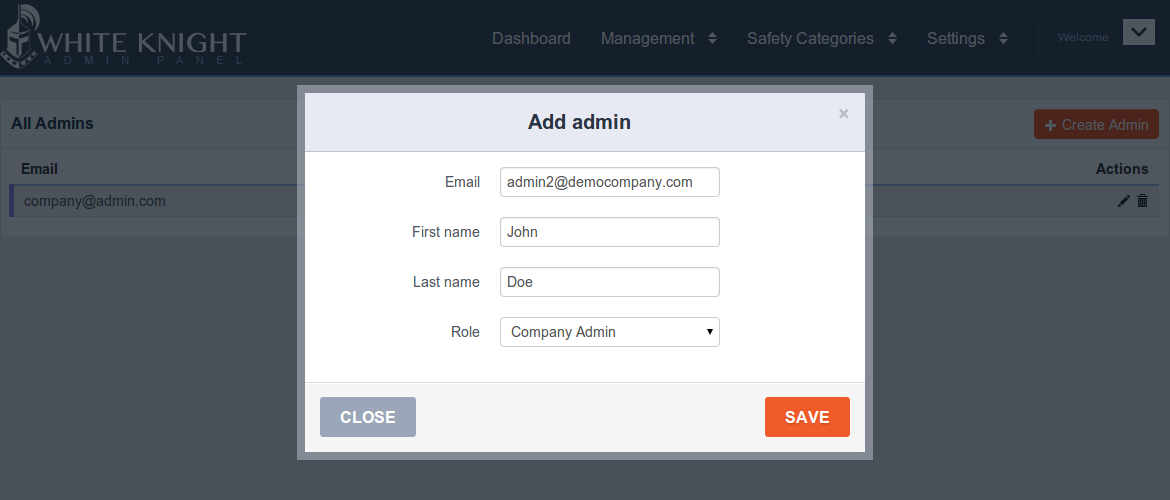 WHITE KNIGHT
ADMIN PANEL
Dashboard Management Safety Categories Settings Welcome
All Admins
Create Admin
Email Actions
company@admin.com
Add admin ×
Email admin2@democompany.com
First name John
Last name Doe
Role Company Admin
CLOSE SAVE